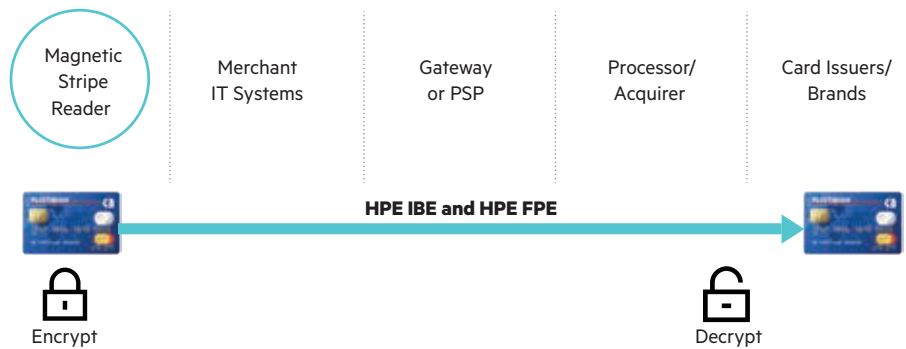 Magnetic
Stripe
Reader
Merchant
IT Systems
Gateway
or PSP
Processor/
Acquirer
Card Issuers/
Brands
HPE IBE and HPE FPE
Encrypt
Decrypt